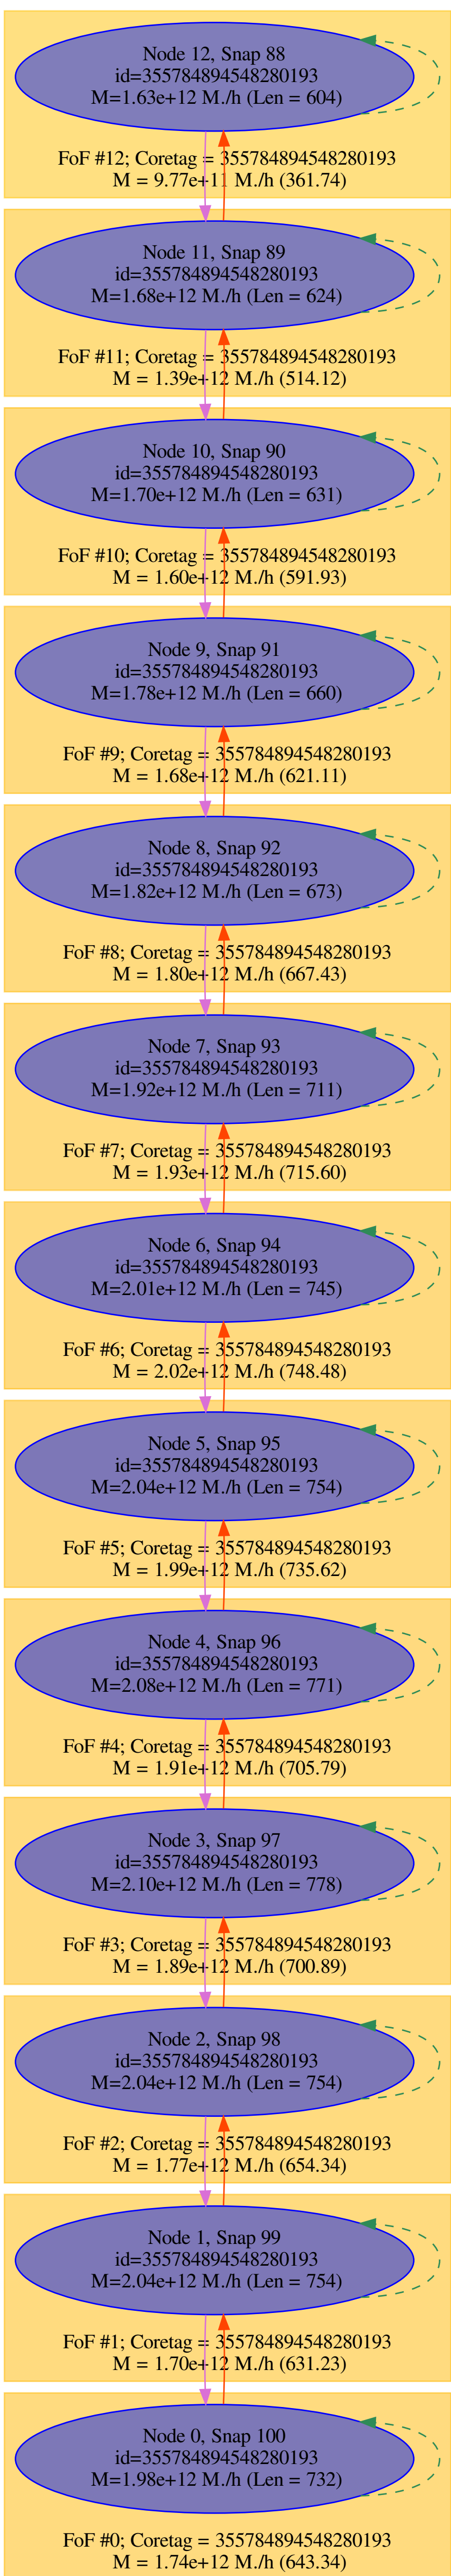 Node 12, Snap 88
id=355784894548280193
M=1.63e+12 M./h (Len = 604)
FoF #12; Coretag = 355784894548280193
M = 9.77e+11 M./h (361.74)
Node 11, Snap 89
id=355784894548280193
M=1.68e+12 M./h (Len = 624)
FoF #11; Coretag = 355784894548280193
M = 1.39e+12 M./h (514.12)
Node 10, Snap 90
id=355784894548280193
M=1.70e+12 M./h (Len = 631)
FoF #10; Coretag = 355784894548280193
M = 1.60e+12 M./h (591.93)
Node 9, Snap 91
id=355784894548280193
M=1.78e+12 M./h (Len = 660)
FoF #9; Coretag = 355784894548280193
M = 1.68e+12 M./h (621.11)
Node 8, Snap 92
id=355784894548280193
M=1.82e+12 M./h (Len = 673)
FoF #8; Coretag = 355784894548280193
M = 1.80e+12 M./h (667.43)
Node 7, Snap 93
id=355784894548280193
M=1.92e+12 M./h (Len = 711)
FoF #7; Coretag = 355784894548280193
M = 1.93e+12 M./h (715.60)
Node 6, Snap 94
id=355784894548280193
M=2.01e+12 M./h (Len = 745)
FoF #6; Coretag = 355784894548280193
M = 2.02e+12 M./h (748.48)
Node 5, Snap 95
id=355784894548280193
M=2.04e+12 M./h (Len = 754)
FoF #5; Coretag = 355784894548280193
M = 1.99e+12 M./h (735.62)
Node 4, Snap 96
id=355784894548280193
M=2.08e+12 M./h (Len = 771)
FoF #4; Coretag = 355784894548280193
M = 1.91e+12 M./h (705.79)
Node 3, Snap 97
id=355784894548280193
M=2.10e+12 M./h (Len = 778)
FoF #3; Coretag = 355784894548280193
M = 1.89e+12 M./h (700.89)
Node 2, Snap 98
id=355784894548280193
M=2.04e+12 M./h (Len = 754)
FoF #2; Coretag = 355784894548280193
M = 1.77e+12 M./h (654.34)
Node 1, Snap 99
id=355784894548280193
M=2.04e+12 M./h (Len = 754)
FoF #1; Coretag = 355784894548280193
M = 1.70e+12 M./h (631.23)
Node 0, Snap 100
id=355784894548280193
M=1.98e+12 M./h (Len = 732)
FoF #0; Coretag = 355784894548280193
M = 1.74e+12 M./h (643.34)